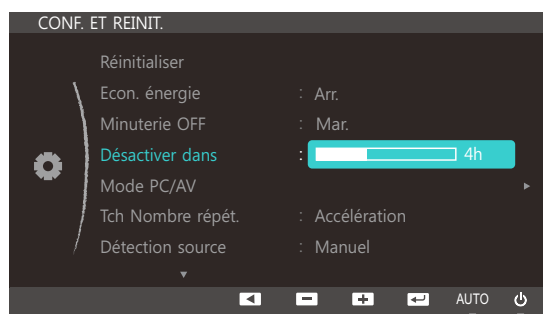 CONF. ET REINIT.
Réinitialiser
Econ. énergie : Arr.
Minuterie OFF : Mar.
Désactiver dans : 4h
Mode PC/AV
Tch Nombre répét. : Accélération
Détection source : Manuel
AUTO